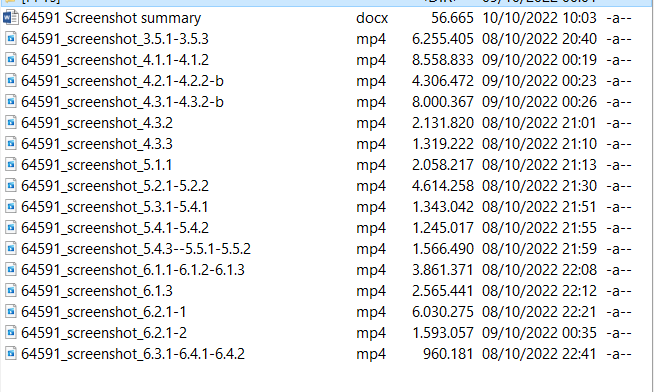 64591 Screenshot summary docx 56.665 10/10/2022 10:03 -a--
64591_screenshot_3.5.1-3.5.3 mp4 6.255.405 08/10/2022 20:40 -a--
64591_screenshot_4.1.1-4.1.2 mp4 8.558.833 09/10/2022 00:19 -a--
64591_screenshot_4.2.1-4.2.2-b mp4 4.306.472 09/10/2022 00:23 -a--
64591_screenshot_4.3.1-4.3.2-b mp4 8.000.367 09/10/2022 00:26 -a--
64591_screenshot_4.3.2 mp4 2.131.820 08/10/2022 21:01 -a--
64591_screenshot_4.3.3 mp4 1.319.222 08/10/2022 21:10 -a--
64591_screenshot_5.1.1 mp4 2.058.217 08/10/2022 21:13 -a--
64591_screenshot_5.2.1-5.2.2 mp4 4.614.258 08/10/2022 21:30 -a--
64591_screenshot_5.3.1-5.4.1 mp4 1.343.042 08/10/2022 21:51 -a--
64591_screenshot_5.4.1-5.4.2 mp4 1.245.017 08/10/2022 21:55 -a--
64591_screenshot_5.4.3--5.5.1-5.5.2 mp4 1.566.490 08/10/2022 21:59 -a--
64591_screenshot_6.1.1-6.1.2-6.1.3 mp4 3.861.371 08/10/2022 22:08 -a--
64591_screenshot_6.1.3 mp4 2.565.441 08/10/2022 22:12 -a--
64591_screenshot_6.2.1-1 mp4 6.030.275 08/10/2022 22:21 -a--
64591_screenshot_6.2.1-2 mp4 1.593.057 09/10/2022 00:35 -a--
64591_screenshot_6.3.1-6.4.1-6.4.2 mp4 960.181 08/10/2022 22:41 -a--